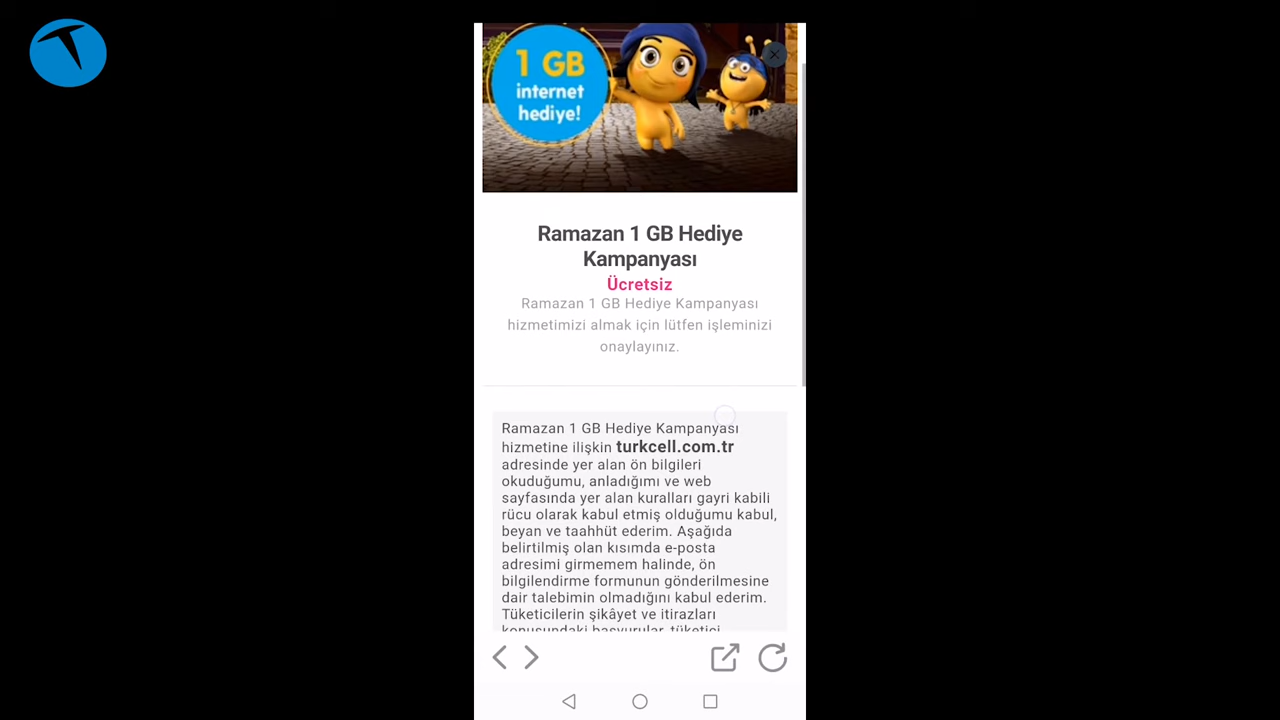 1 GB
internet
hediye!
Ramazan 1 GB Hediye
Kampanyası
Ücretsiz
Ramazan 1 GB Hediye Kampanyası
hizmetimizi almak için lütfen işleminizi
onaylayınız.
Ramazan 1 GB Hediye Kampanyası
hizmetine ilişkin turkcell.com.tr
adresinde yer alan ön bilgileri
okuduğumu, anladığımı ve web
sayfasında yer alan kuralları gayri kabili
rücu olarak kabul etmiş olduğumu kabul,
beyan ve taahhüt ederim. Aşağıda
belirtilmiş olan kısımda e-posta
adresimi girmemem halinde, ön
bilgilendirme formunun gönderilmesine
dair talebimin olmadığını kabul ederim.
Tüketicilerin şikâyet ve itirazları
konusundaki başvurular, tüketici